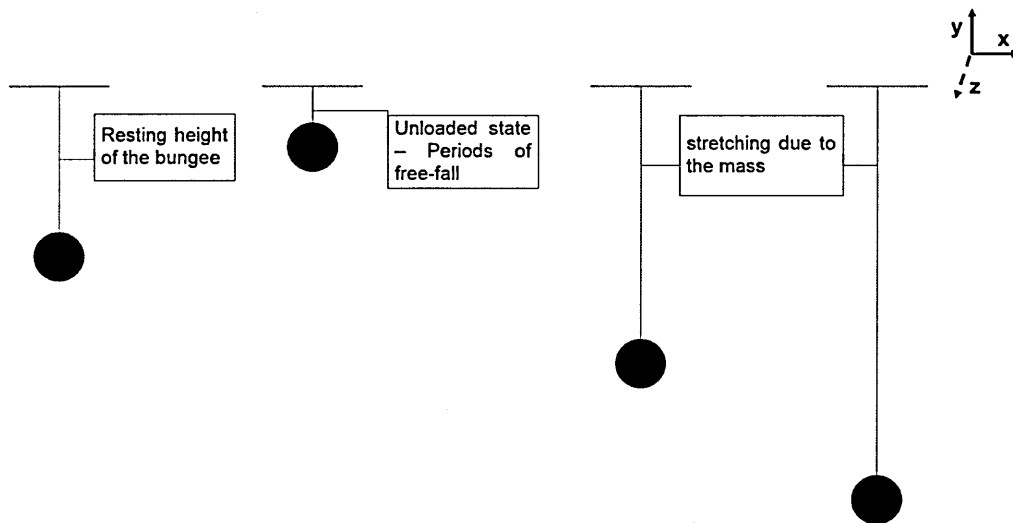 y
x
z
Resting height
of the bungee
Unloaded state
– Periods of
free-fall
stretching due to
the mass